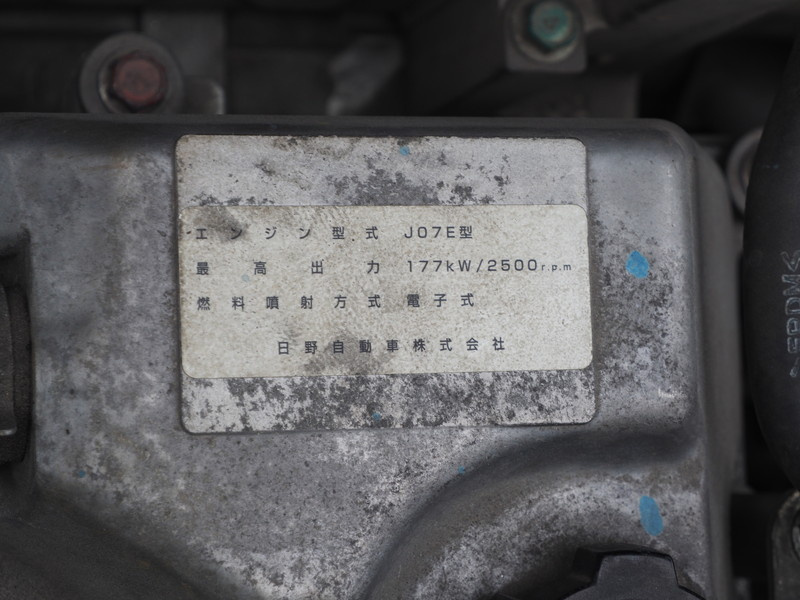 エンジン型式 J07E型
最高出力 177kW/2500r.p.m
燃料噴射方式 電子式
日野自動車株式会社